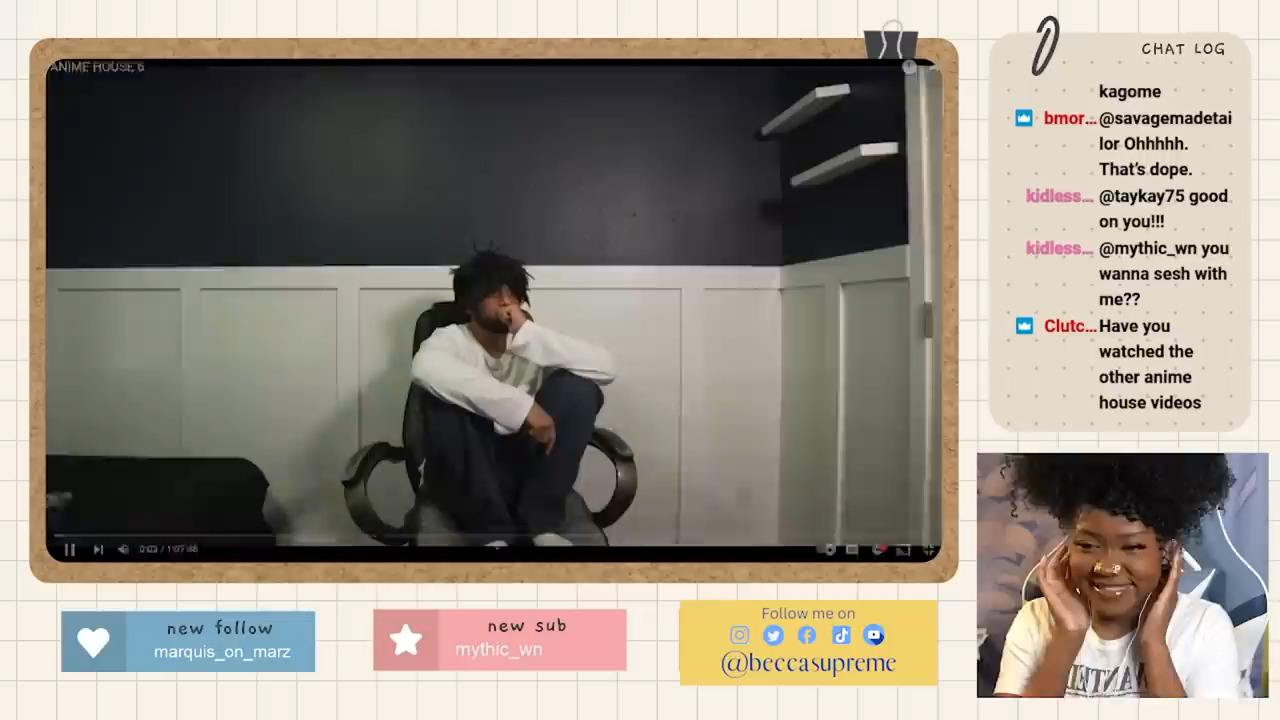 ANIME HOUSE 6
CHAT LOG
kagome
bmor... @savagemadetai
lor Ohhhhh.
That's dope.
kidless... @taykay75 good
on you!!!
kidless... @mythic_wn you
wanna sesh with
me??
Clutc... Have you
watched the
other anime
house videos
new follow
marquis_on_marz
new sub
mythic_wn
Follow me on
@beccasupreme